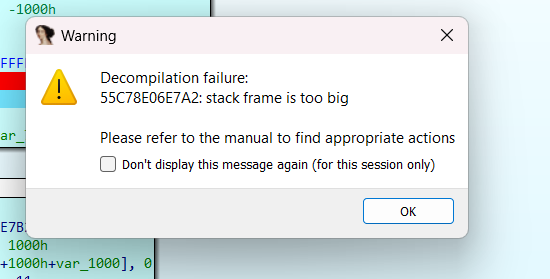 -1000h
Warning
FFF
Decompilation failure:
55C78E06E7A2: stack frame is too big
Please refer to the manual to find appropriate actions
ar_
Don't display this message again (for this session only)
OK
E7B
1000h
+1000h+var_1000], 0